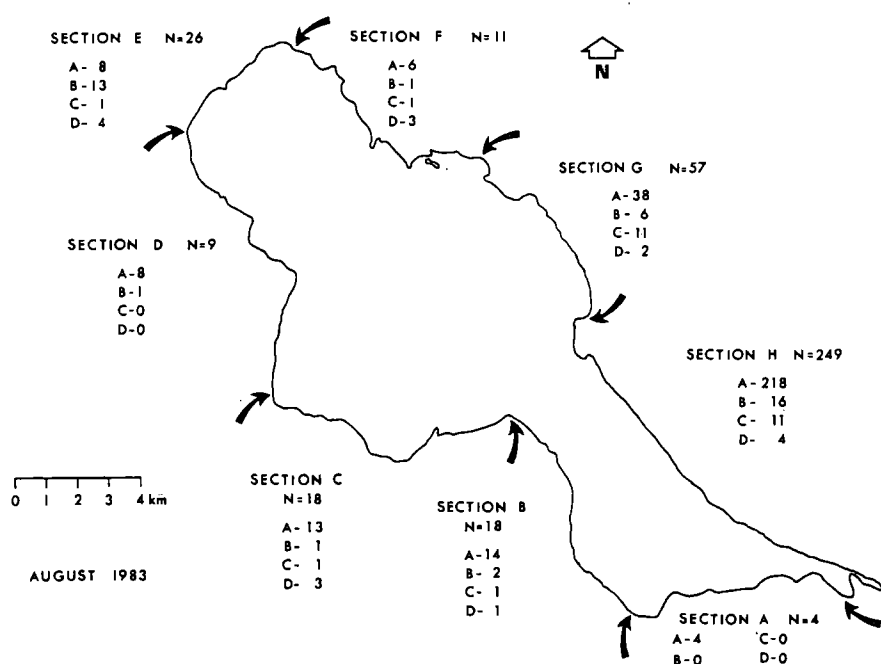 SECTION E N=26
A- 8
B-13
C- 1
D- 4
SECTION F N=11
A-6
B-1
C-1
D-3
N
SECTION G N=57
A-38
B- 6
C-11
D- 2
SECTION D N=9
A-8
B-1
C-0
D-0
SECTION H N=249
A-218
B- 16
C- 11
D- 4
0 1 2 3 4 km
AUGUST 1983
SECTION C
N=18
A-13
B- 1
C- 1
D- 3
SECTION B
N=18
A-14
B- 2
C- 1
D- 1
SECTION A N=4
A-4 C-0
B-0 D-0